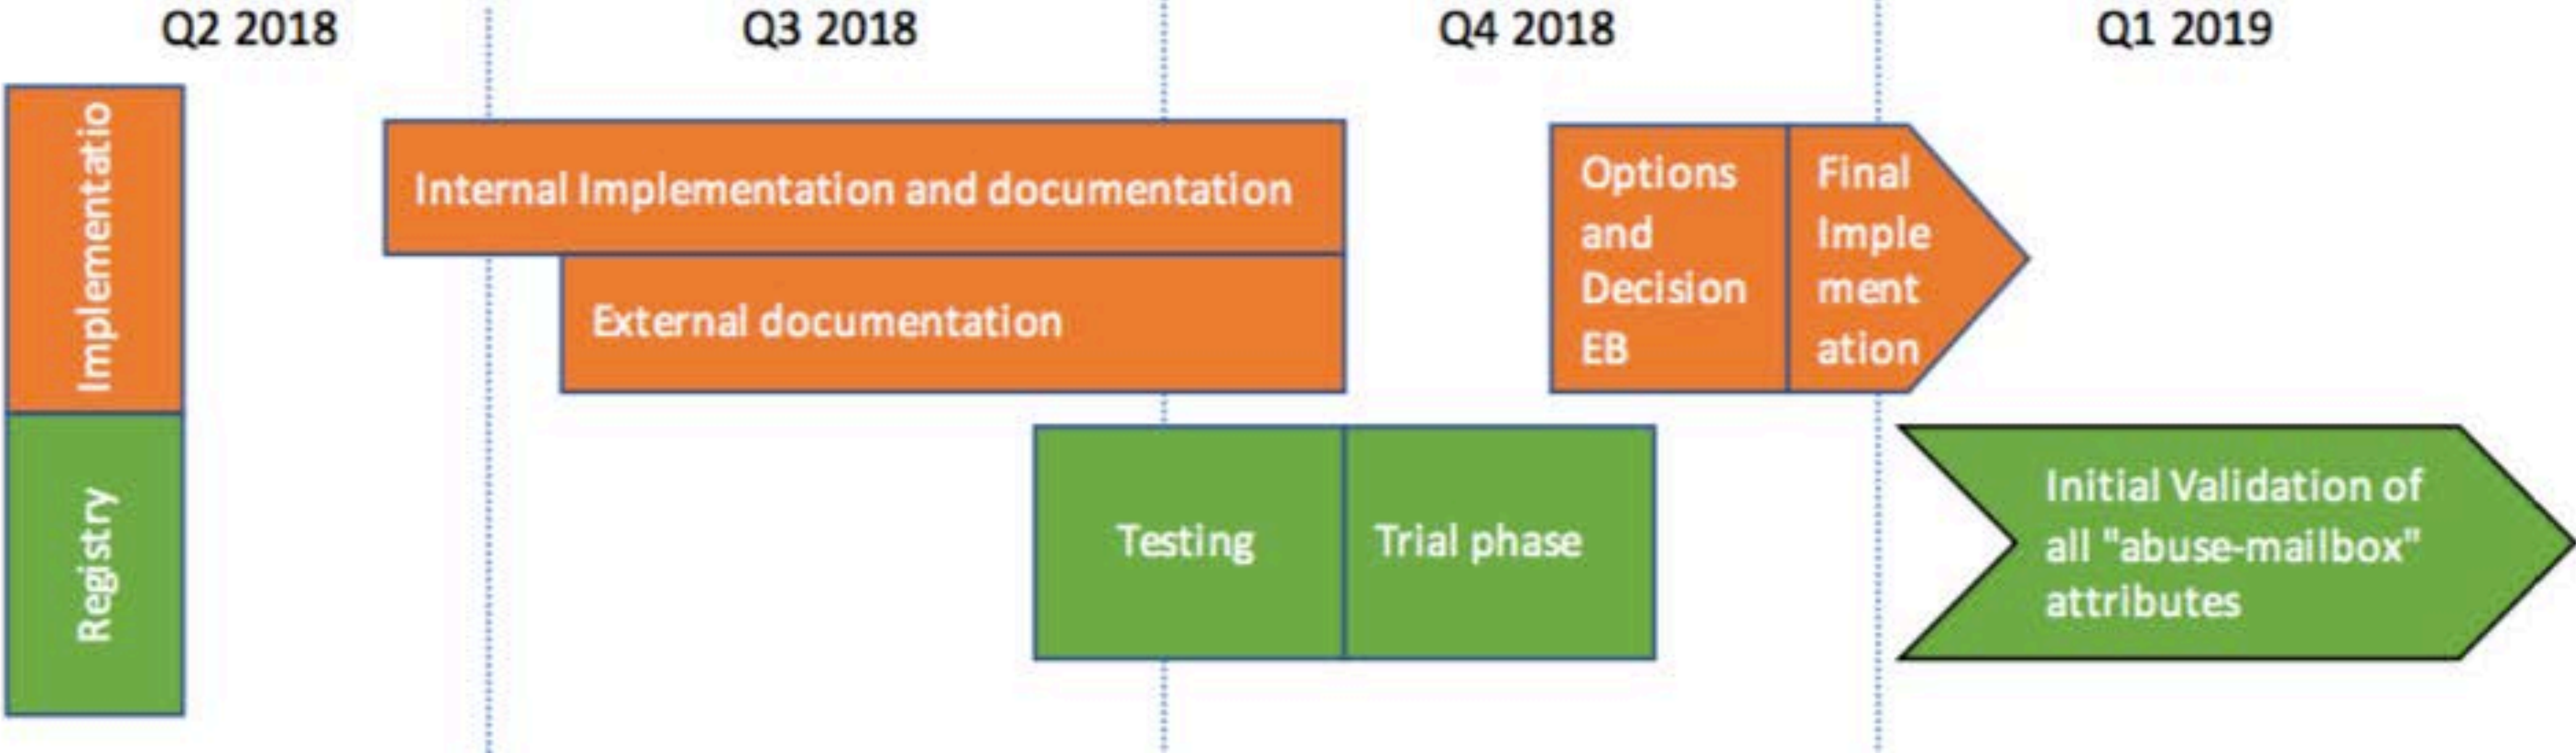 Q2 2018
Q3 2018
Q4 2018
Q1 2019
Implementatio
Internal Implementation and documentation
External documentation
Options
and
Decision
EB
Final
Imple
ment
ation
Registry
Testing
Trial phase
Initial Validation of
all "abuse-mailbox"
attributes